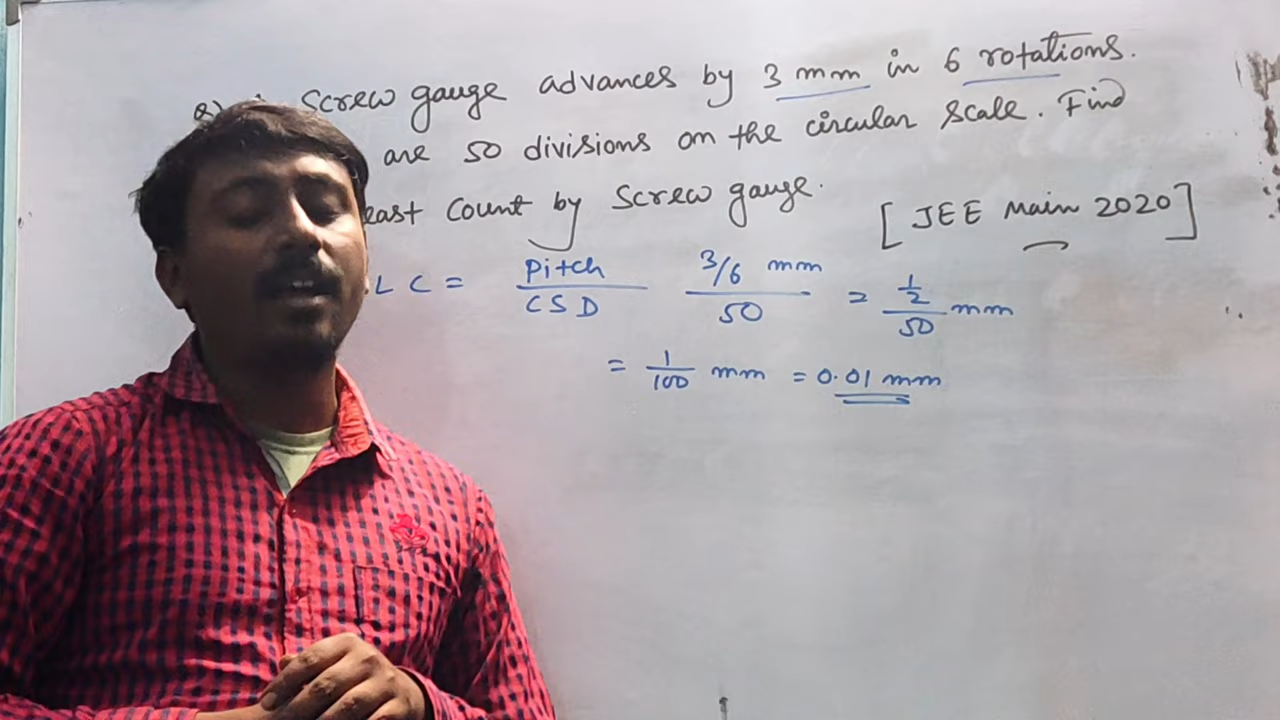 Q) Screw gauge advances by 3 mm in 6 rotations.
are 50 divisions on the circular scale. Find
east count by screw gauge.
[JEE Main 2020]
LC = Pitch / CSD 3/6 mm / 50 = 1/2 / 50 mm
= 1/100 mm = 0.01 mm